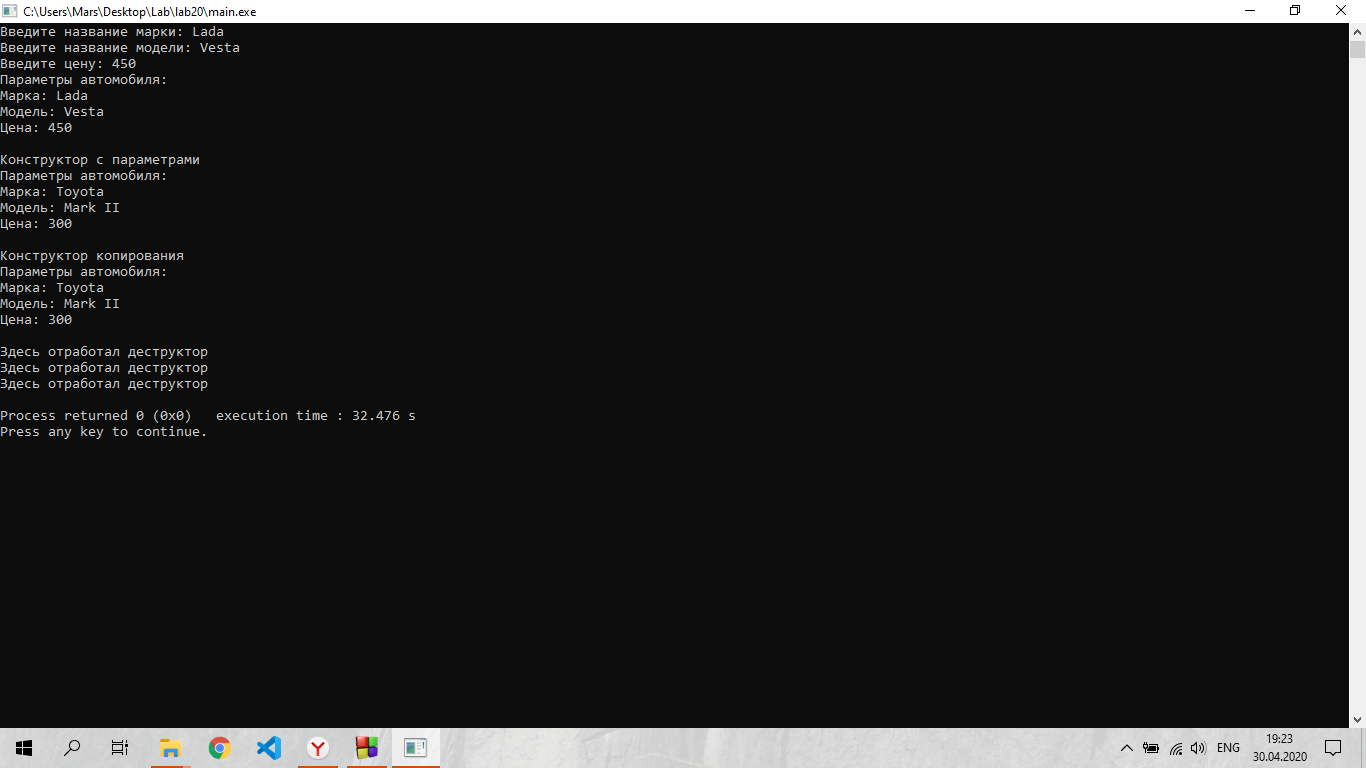 C:\Users\Mars\Desktop\Lab\lab20\main.exe
Введите название марки: Lada
Введите название модели: Vesta
Введите цену: 450
Параметры автомобиля:
Марка: Lada
Модель: Vesta
Цена: 450
Конструктор с параметрами
Параметры автомобиля:
Марка: Toyota
Модель: Mark II
Цена: 300
Конструктор копирования
Параметры автомобиля:
Марка: Toyota
Модель: Mark II
Цена: 300
Здесь отработал деструктор
Здесь отработал деструктор
Здесь отработал деструктор
Process returned 0 (0x0)   execution time : 32.476 s
Press any key to continue.
ENG
19:23
30.04.2020